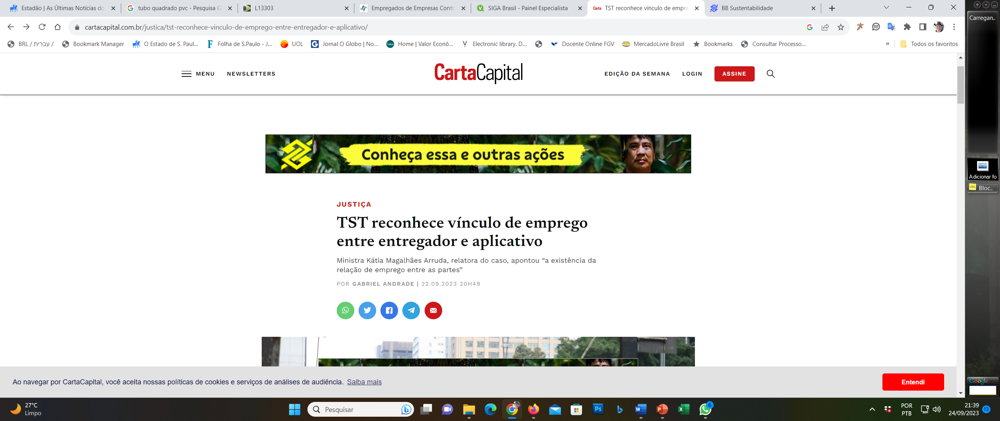 Estadão | As Últimas Notícias do
tubo quadrado pvc - Pesquisa G
L13303
Empregados de Empresas Contr
SIGA Brasil - Painel Especialista
Carta
TST reconhece vínculo de empre
BB Sustentabilidade
cartacapital.com.br/justica/tst-reconhece-vinculo-de-emprego-entre-entregador-e-aplicativo/
BRL / עברית /
Bookmark Manager
O Estado de S. Paul...
Folha de S.Paulo - J...
UOL
Jornal O Globo | No...
Valor
Home | Valor Econô...
Electronic library. D...
Docente Online FGV
MercadoLivre Brasil
Bookmarks
Consultar Processo...
»
Todos os favoritos
MENU
NEWSLETTERS
CartaCapital
EDIÇÃO DA SEMANA
LOGIN
ASSINE
Conheça essa e outras ações
JUSTIÇA
TST reconhece vínculo de emprego
entre entregador e aplicativo
Ministra Kátia Magalhães Arruda, relatora do caso, apontou “a existência da
relação de emprego entre as partes”
POR GABRIEL ANDRADE | 22.09.2023 20H49
Ao navegar por CartaCapital, você aceita nossas políticas de cookies e serviços de análises de audiência. Saiba mais
Entendi
Carregan..
Adicionar fo
Bloc..
Google
27°C
Limpo
Pesquisar
Ps
6
POR
PTB
21:39
24/09/2023
13